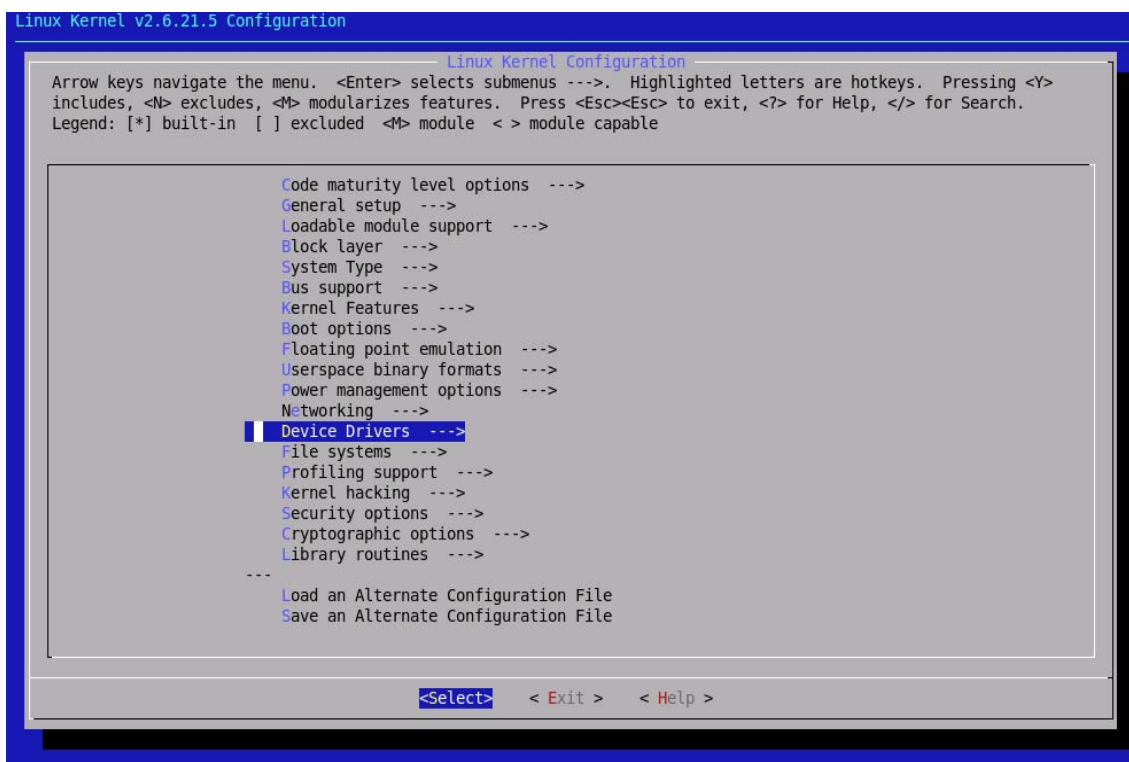 Linux Kernel v2.6.21.5 Configuration
Linux Kernel Configuration
Arrow keys navigate the menu.  <Enter> selects submenus --->.  Highlighted letters are hotkeys.  Pressing <Y>
includes, <N> excludes, <M> modularizes features.  Press <Esc><Esc> to exit, <?> for Help, </> for Search.
Legend: [*] built-in  [ ] excluded  <M> module  < > module capable
Code maturity level options  --->
General setup  --->
Loadable module support  --->
Block layer  --->
System Type  --->
Bus support  --->
Kernel Features  --->
Boot options  --->
Floating point emulation  --->
Userspace binary formats  --->
Power management options  --->
Networking  --->
Device Drivers  --->
File systems  --->
Profiling support  --->
Kernel hacking  --->
Security options  --->
Cryptographic options  --->
Library routines  --->
---
Load an Alternate Configuration File
Save an Alternate Configuration File
<Select>    < Exit >    < Help >